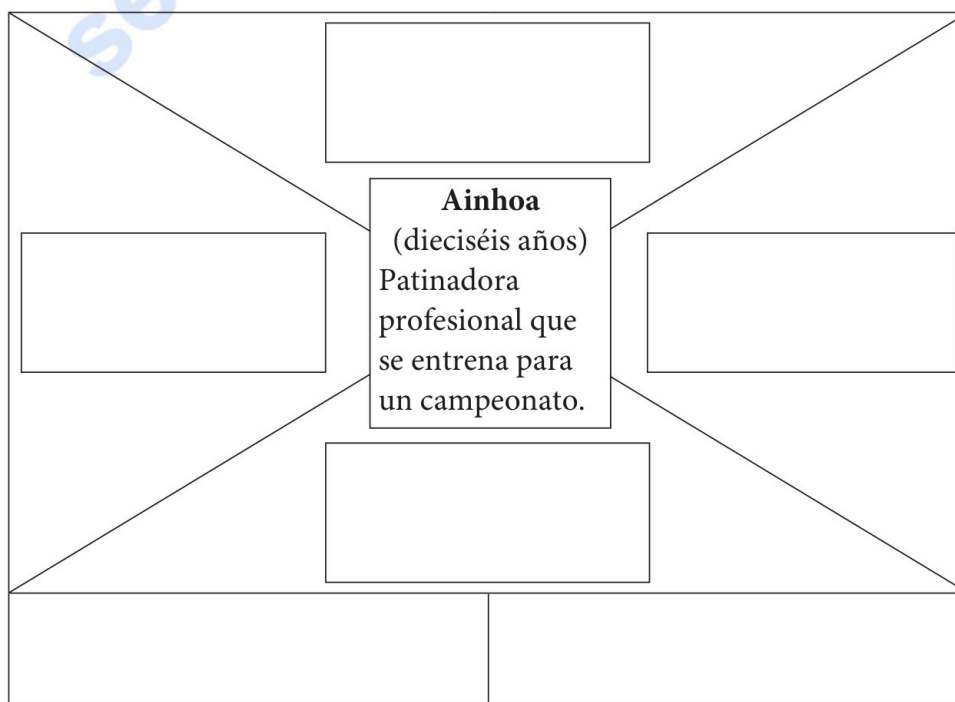 Ainhoa
(dieciséis años)
Patinadora
profesional que
se entrena para
un campeonato.